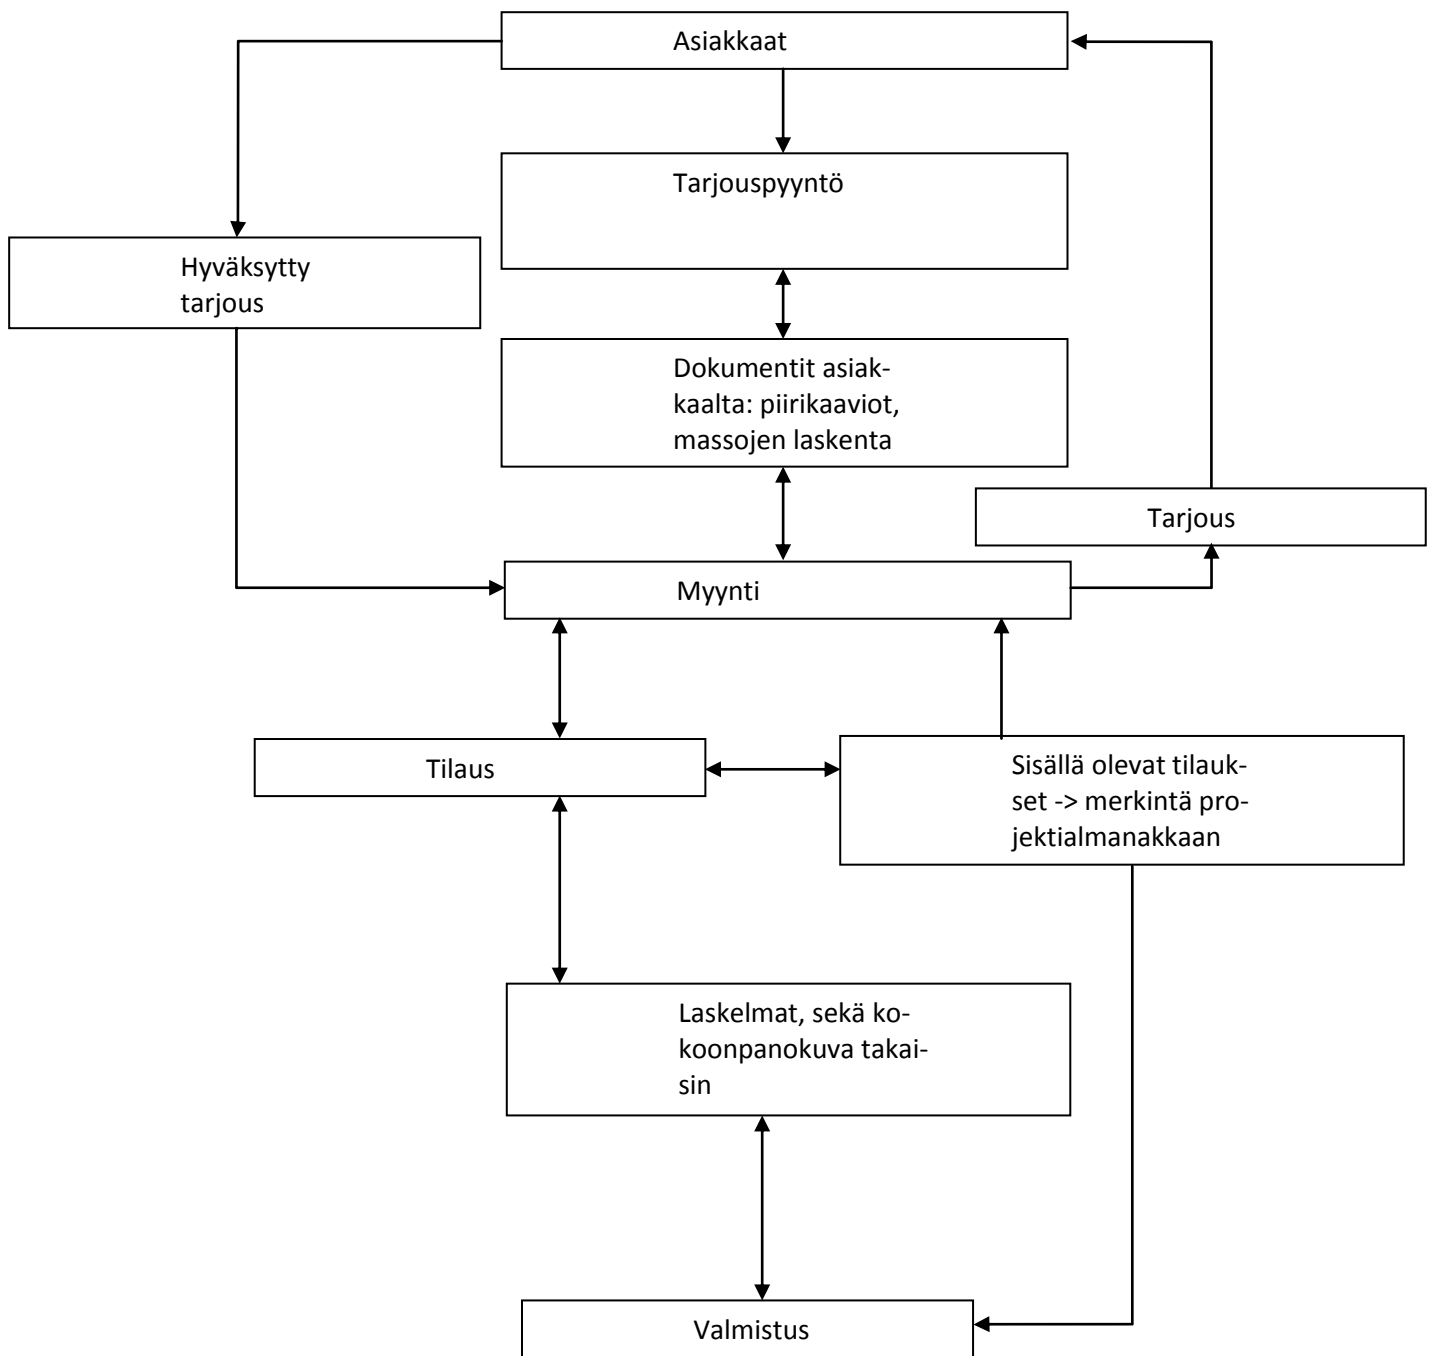 Asiakkaat
Tarjouspyyntö
Hyväksytty
tarjous
Dokumentit asiak-
kaalta: piirikaaviot,
massojen laskenta
Tarjous
Myynti
Tilaus
Sisällä olevat tilauk-
set -> merkintä pro-
jektialmanakkaan
Laskelmat, sekä ko-
koonpanokuva takai-
sin
Valmistus